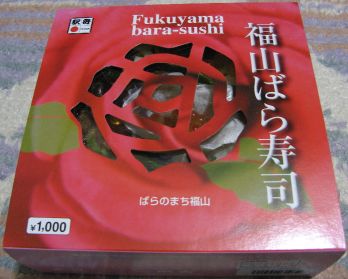 駅弁
Fukuyama
bara-sushi
福山ばら寿司
ばらのまち福山
¥1,000